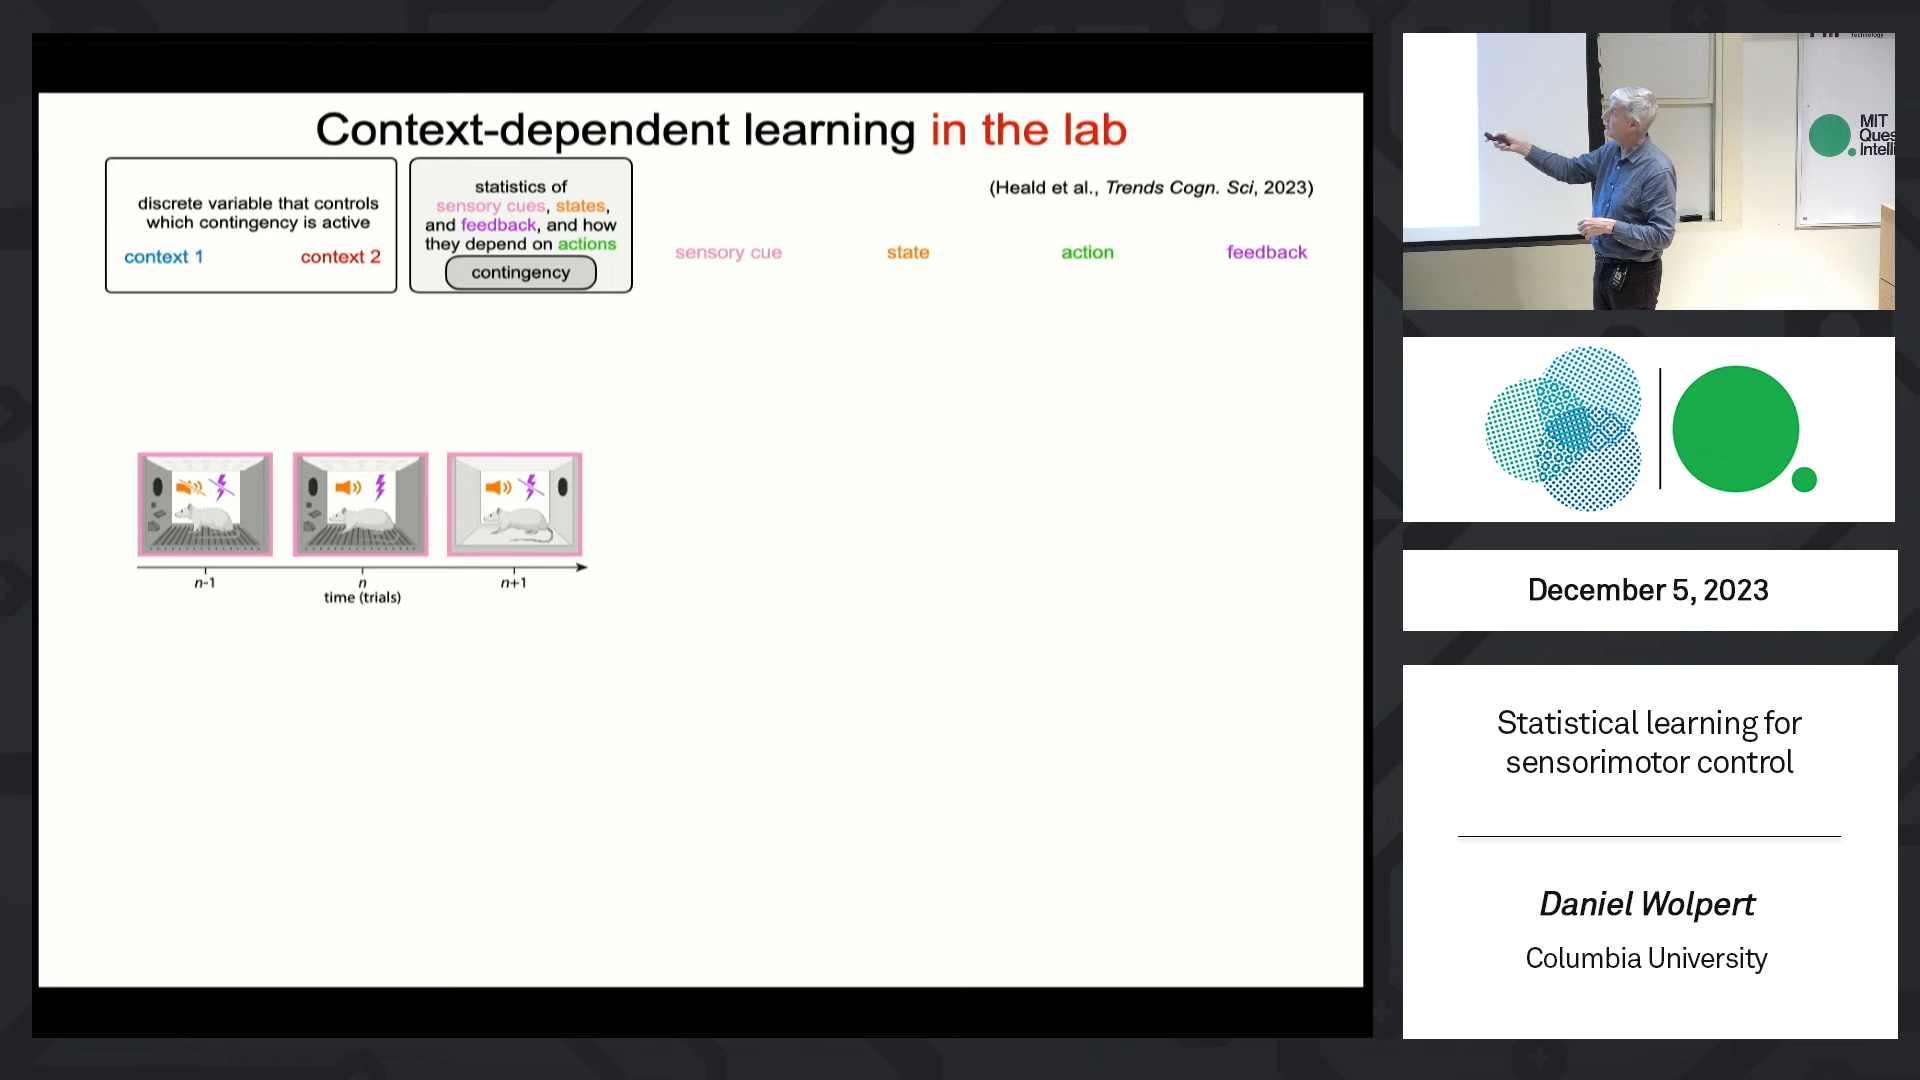 Context-dependent learning in the lab
discrete variable that controls
which contingency is active
context 1 context 2
statistics of
sensory cues, states,
and feedback, and how
they depend on actions
contingency
(Heald et al., Trends Cogn. Sci, 2023)
sensory cue state action feedback
n-1 n n+1
time (trials)
Technology
MIT
Ques
Intelli
December 5, 2023
Statistical learning for
sensorimotor control
Daniel Wolpert
Columbia University